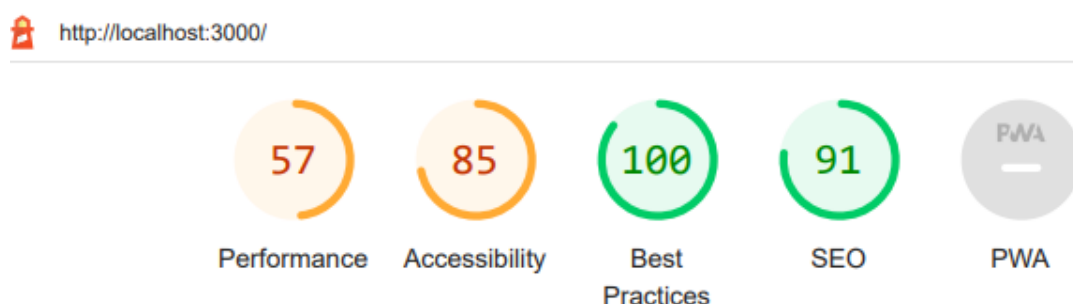 http://localhost:3000/
57
85
100
91
PWA
Performance
Accessibility
Best
Practices
SEO
PWA